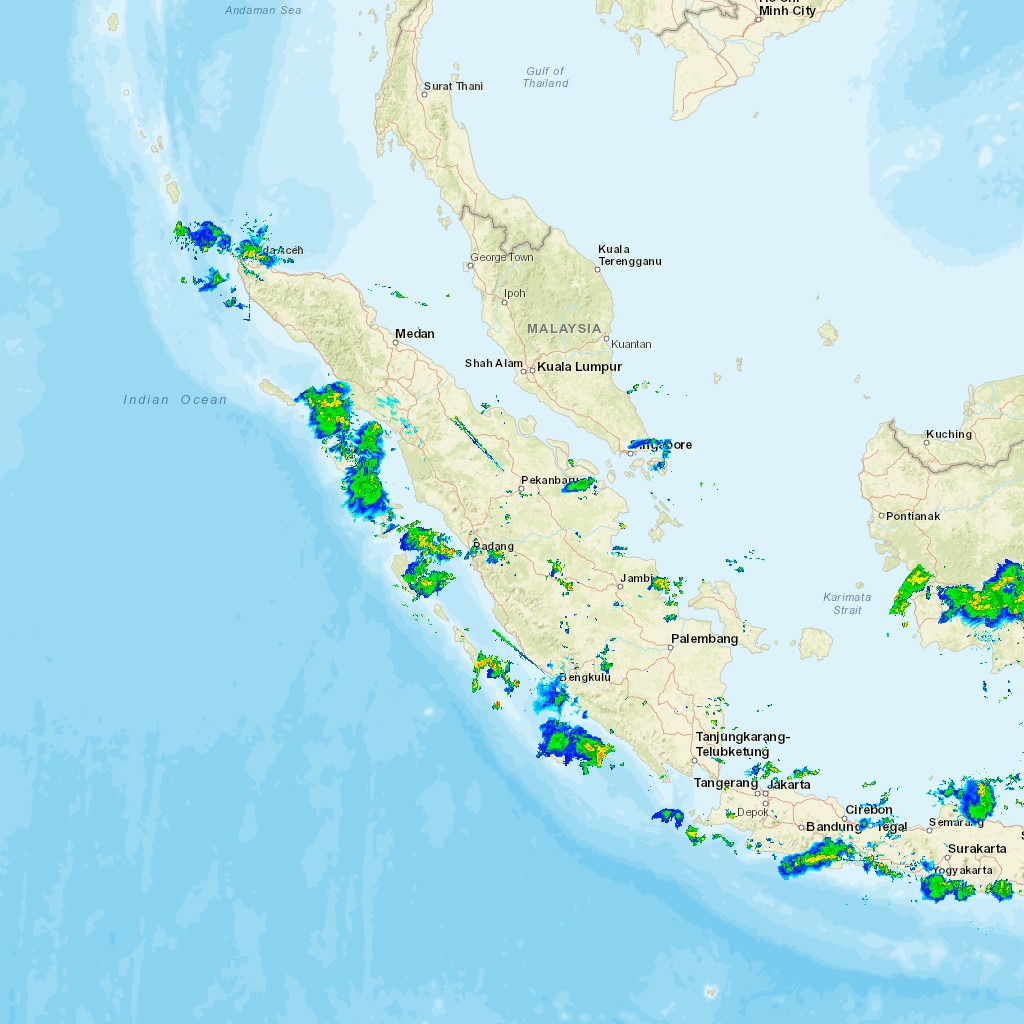 Andaman Sea
Minh City
Gulf of
Thailand
Surat Thani
Kuala
Terengganu
George Town
Ipoh
MALAYSIA
Medan
Kuantan
Shah Alam
Kuala Lumpur
Indian Ocean
Kuching
Pekanbaru
Pontianak
Padang
Jambi
Karimata
Strait
Palembang
Bengkulu
Tanjungkarang-
Telubketung
Tangerang
Jakarta
Depok
Cirebon
Bandung
Tegal
Semarang
Surakarta
Yogyakarta